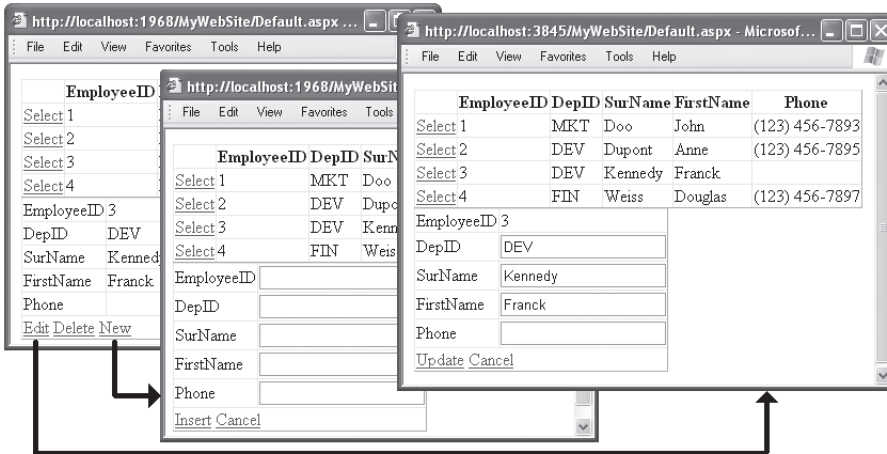 http://localhost:1968/MyWebSite/Default.aspx ...
File Edit View Favorites Tools Help
EmployeeID
Select 1
Select 2
Select 3
Select 4
EmployeeID 3
DepID DEV
SurName Kenned
FirstName Franck
Phone
Edit Delete New
http://localhost:1968/MyWebSit
File Edit View Favorites Tools
EmployeeID DepID SurN
Select 1 MKT Doo
Select 2 DEV Dupo
Select 3 DEV Kenn
Select 4 FIN Weis
EmployeeID
DepID
SurName
FirstName
Phone
Insert Cancel
http://localhost:3845/MyWebSite/Default.aspx - Microsof...
File Edit View Favorites Tools Help
EmployeeID DepID SurName FirstName Phone
Select 1 MKT Doo John (123) 456-7893
Select 2 DEV Dupont Anne (123) 456-7895
Select 3 DEV Kennedy Franck
Select 4 FIN Weiss Douglas (123) 456-7897
EmployeeID 3
DepID DEV
SurName Kennedy
FirstName Franck
Phone
Update Cancel